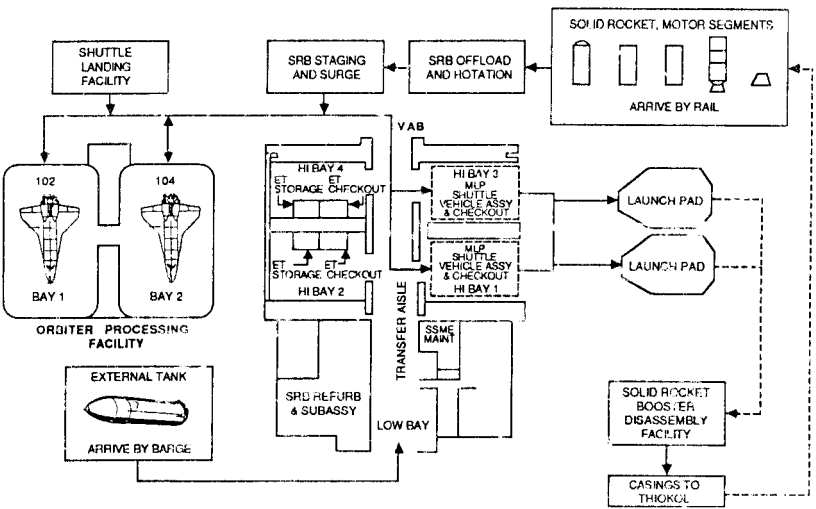 SHUTTLE
LANDING
FACILITY
SRB STAGING
AND SURGE
SRB OFFLOAD
AND HOTATION
SOLID ROCKET, MOTOR SEGMENTS
ARRIVE BY RAIL
VAB
102
BAY 1
104
BAY 2
ORBITER PROCESSING
FACILITY
HI BAY 4
ET
STORAGE
ET
CHECKOUT
ET
STORAGE
ET
CHECKOUT
HI BAY 2
HI BAY 3
MLP
SHUTTLE
VEHICLE ASSY
& CHECKOUT
MLP
SHUTTLE
VEHICLE ASSY
& CHECKOUT
HI BAY 1
LAUNCH PAD
LAUNCH PAD
TRANSFER AISLE
SSME
MAINT
SRB REFURB
& SUBASSY
LOW BAY
EXTERNAL TANK
ARRIVE BY BARGE
SOLID ROCKET
BOOSTER
DISASSEMBLY
FACILITY
CASINGS TO
THIOKOL